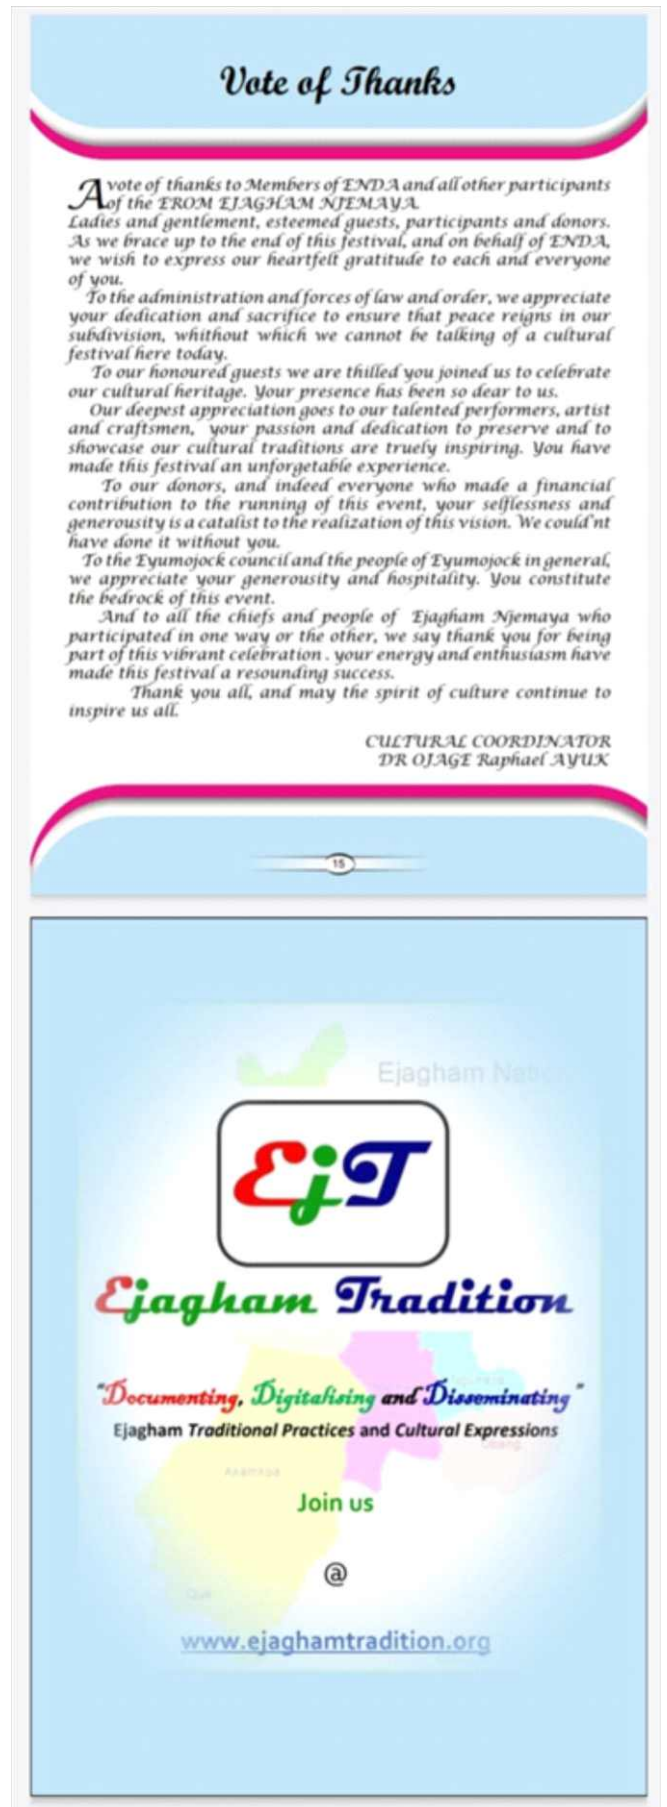 Vote of Thanks
A vote of thanks to Members of ENDA and all other participants
of the EROM EJAGHAM NJEMAYA
Ladies and gentlement, esteemed guests, participants and donors.
As we brace up to the end of this festival, and on behalf of ENDA,
we wish to express our heartfelt gratitude to each and everyone
of you.
To the administration and forces of law and order, we appreciate
your dedication and sacrifice to ensure that peace reigns in our
subdivision, whithout which we cannot be talking of a cultural
festival here today.
To our honoured guests we are thilled you joined us to celebrate
our cultural heritage. Your presence has been so dear to us.
Our deepest appreciation goes to our talented performers, artist
and craftsmen, your passion and dedication to preserve and to
showcase our cultural traditions are truely inspiring. You have
made this festival an unforgetable experience.
To our donors, and indeed everyone who made a financial
contribution to the running of this event, your selflessness and
generousity is a catalist to the realization of this vision. We could'nt
have done it without you.
To the Eyumojock council and the people of Eyumojock in general,
we appreciate your generousity and hospitality. You constitute
the bedrock of this event.
And to all the chiefs and people of Ejagham Njemaya who
participated in one way or the other, we say thank you for being
part of this vibrant celebration . your energy and enthusiasm have
made this festival a resounding success.
Thank you all, and may the spirit of culture continue to
inspire us all.
CULTURAL COORDINATOR
DR OJAGE Raphael AYUK
15
Ejagham
EjT
Ejagham Tradition
"Documenting, Digitalising and Disseminating"
Ejagham Traditional Practices and Cultural Expressions
Akamkpa
Join us
@
Qua
www.ejaghamtradition.org